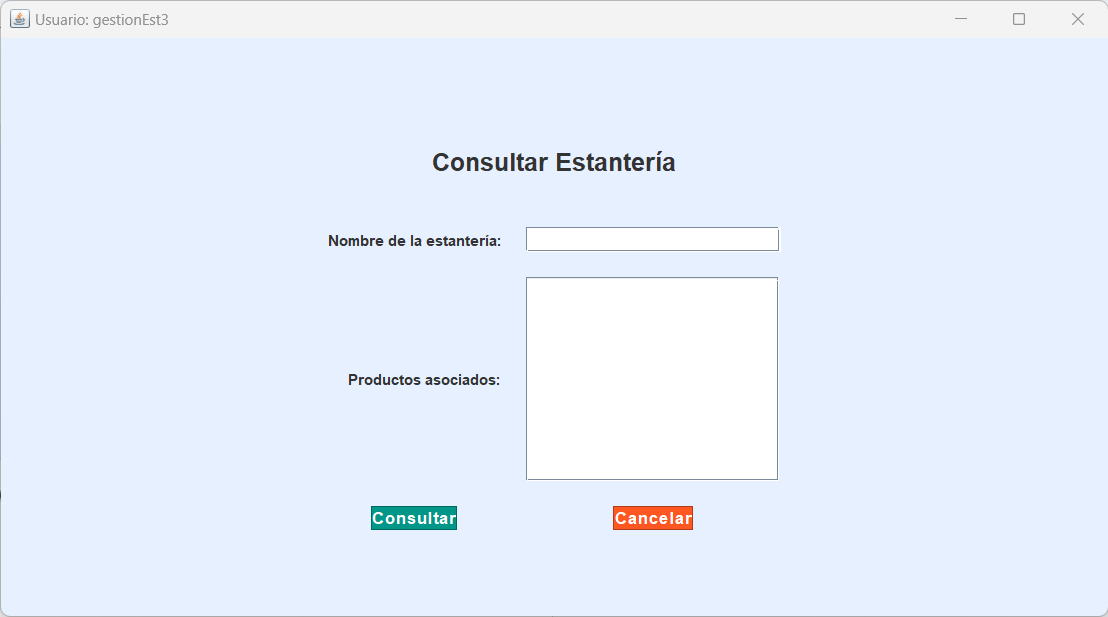 Usuario: gestionEst3
Consultar Estantería
Nombre de la estantería:
Productos asociados:
Consultar
Cancelar